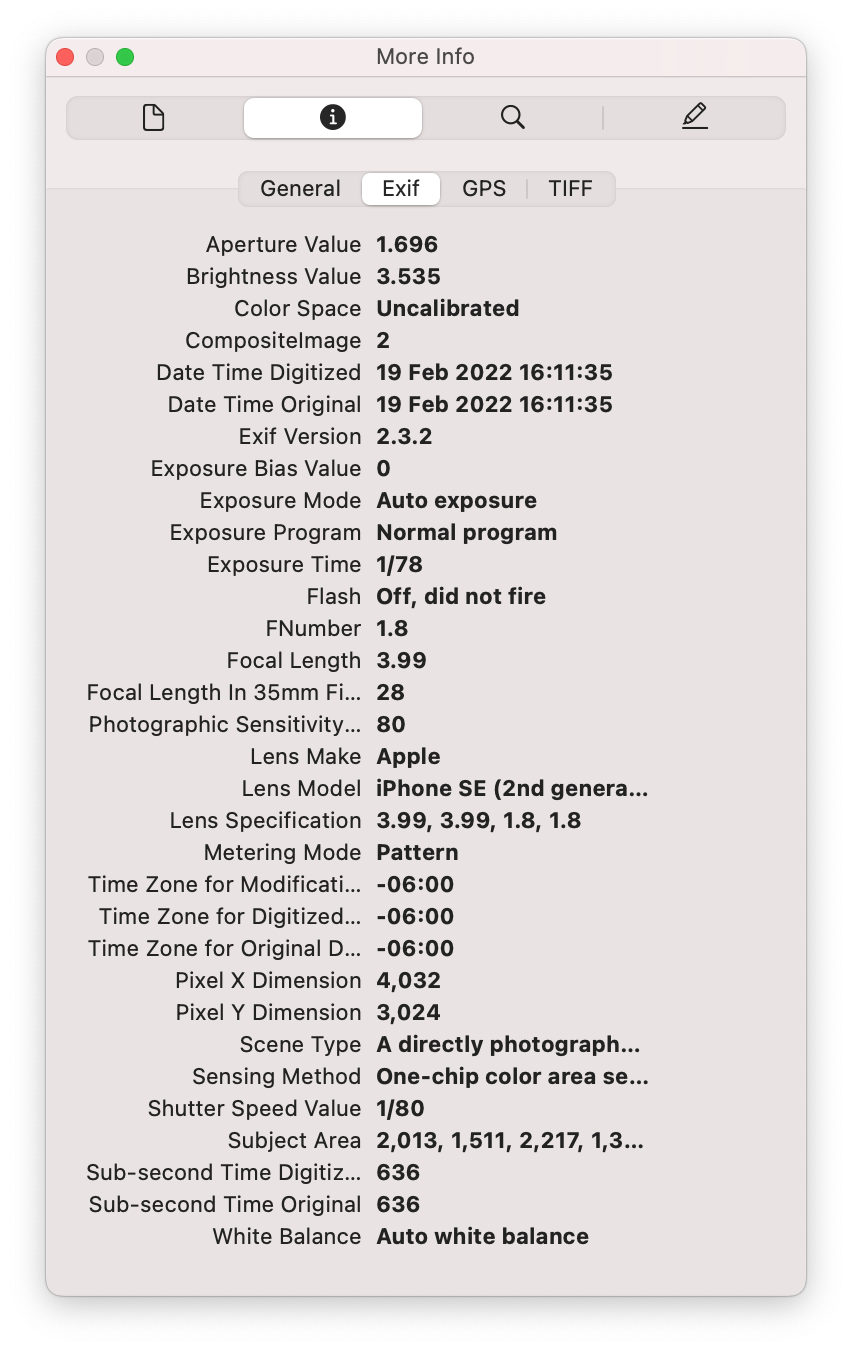 More Info
General Exif GPS TIFF
Aperture Value 1.696
Brightness Value 3.535
Color Space Uncalibrated
CompositeImage 2
Date Time Digitized 19 Feb 2022 16:11:35
Date Time Original 19 Feb 2022 16:11:35
Exif Version 2.3.2
Exposure Bias Value 0
Exposure Mode Auto exposure
Exposure Program Normal program
Exposure Time 1/78
Flash Off, did not fire
FNumber 1.8
Focal Length 3.99
Focal Length In 35mm Fi... 28
Photographic Sensitivity... 80
Lens Make Apple
Lens Model iPhone SE (2nd genera...
Lens Specification 3.99, 3.99, 1.8, 1.8
Metering Mode Pattern
Time Zone for Modificati... -06:00
Time Zone for Digitized... -06:00
Time Zone for Original D... -06:00
Pixel X Dimension 4,032
Pixel Y Dimension 3,024
Scene Type A directly photograph...
Sensing Method One-chip color area se...
Shutter Speed Value 1/80
Subject Area 2,013, 1,511, 2,217, 1,3...
Sub-second Time Digitiz... 636
Sub-second Time Original 636
White Balance Auto white balance